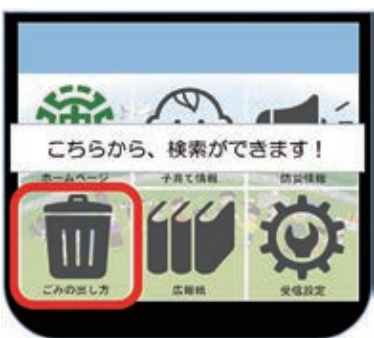 こちらから、検索ができます！
ホームページ
子育て情報
防災情報
ごみの出し方
広報紙
受信設定